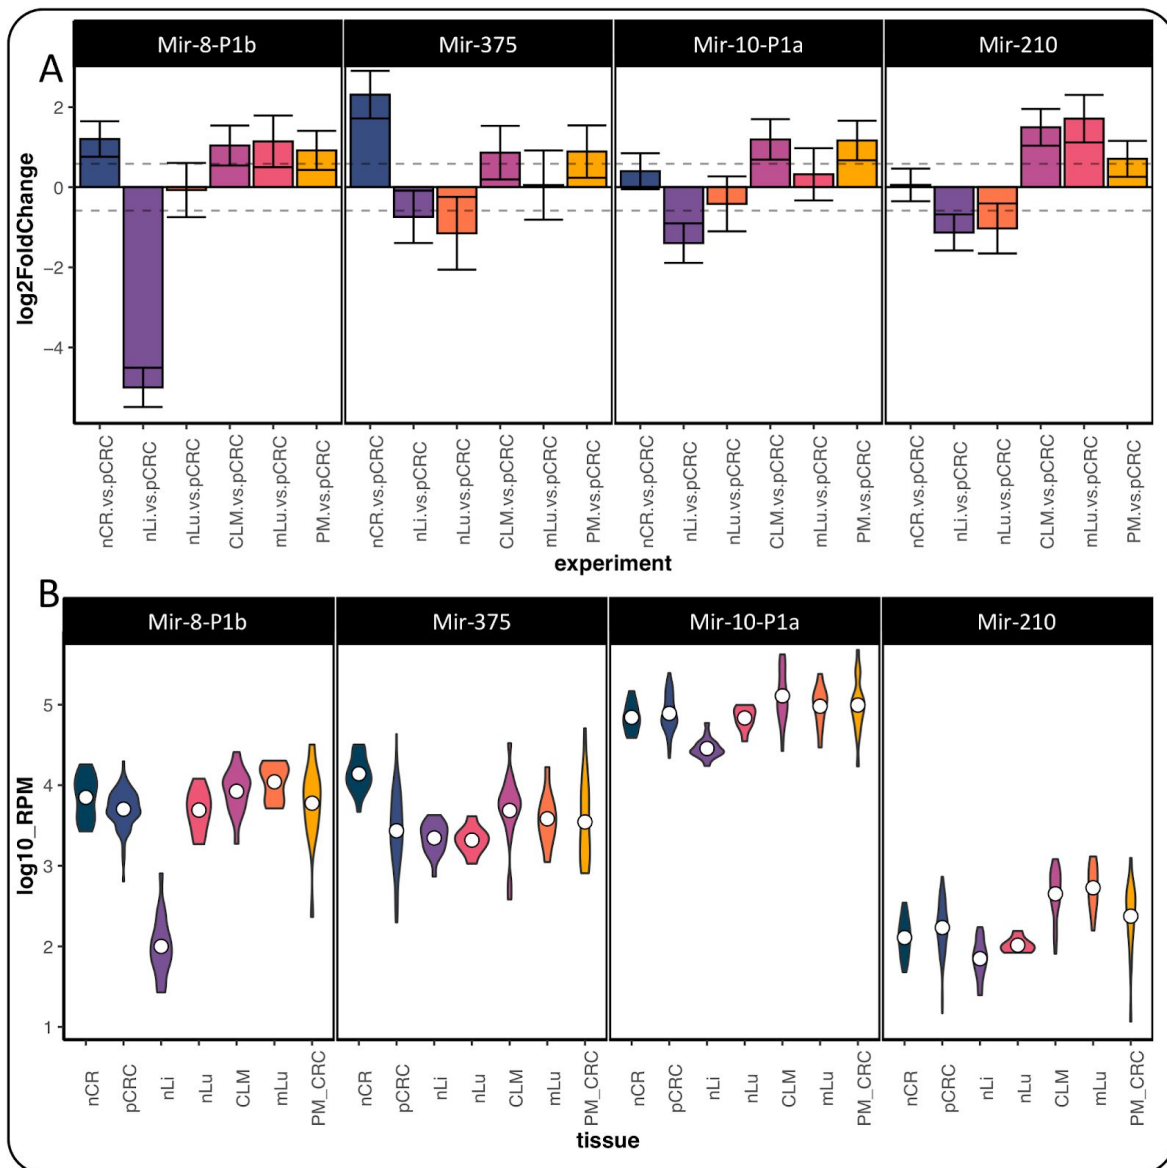 A
Mir-8-P1b Mir-375 Mir-10-P1a Mir-210
log2FoldChange
2
0
−2
−4
nCR.vs.pCRC nLi.vs.pCRC nLu.vs.pCRC CLM.vs.pCRC mLu.vs.pCRC PM.vs.pCRC nCR.vs.pCRC nLi.vs.pCRC nLu.vs.pCRC CLM.vs.pCRC mLu.vs.pCRC PM.vs.pCRC nCR.vs.pCRC nLi.vs.pCRC nLu.vs.pCRC CLM.vs.pCRC mLu.vs.pCRC PM.vs.pCRC nCR.vs.pCRC nLi.vs.pCRC nLu.vs.pCRC CLM.vs.pCRC mLu.vs.pCRC PM.vs.pCRC
experiment
B
Mir-8-P1b Mir-375 Mir-10-P1a Mir-210
log10_RPM
5
4
3
2
1
nCR pCRC nLi nLu CLM mLu PM_CRC nCR pCRC nLi nLu CLM mLu PM_CRC nCR pCRC nLi nLu CLM mLu PM_CRC nCR pCRC nLi nLu CLM mLu PM_CRC
tissue